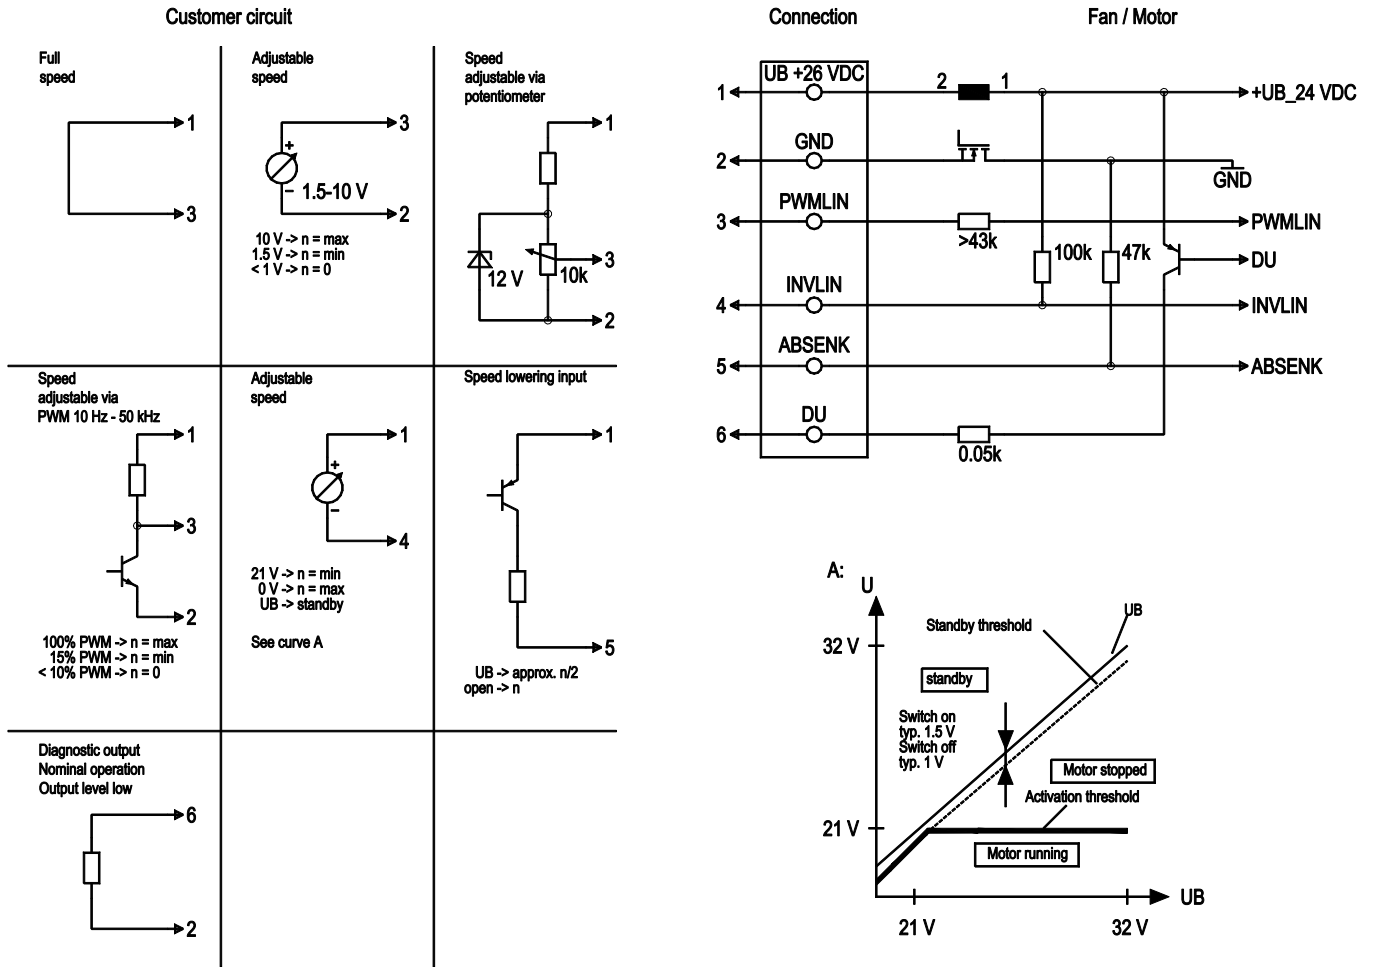 Customer circuit
Full
speed
1
3
Adjustable
speed
3
+
− 1.5-10 V
2
10 V -> n = max
1.5 V -> n = min
< 1 V -> n = 0
Speed
adjustable via
potentiometer
1
3
12 V
10k
2
Speed
adjustable via
PWM 10 Hz - 50 kHz
1
3
2
100% PWM -> n = max
15% PWM -> n = min
< 10% PWM -> n = 0
Adjustable
speed
1
+
−
4
21 V -> n = min
0 V -> n = max
UB -> standby
See curve A
Speed lowering input
1
5
UB -> approx. n/2
open -> n
Diagnostic output
Nominal operation
Output level low
6
2
Connection
Fan / Motor
UB +26 VDC
1
2
1
+UB_24 VDC
GND
2
GND
PWMLIN
3
>43k
PWMLIN
100k
47k
DU
INVLIN
4
INVLIN
ABSENK
5
ABSENK
DU
6
0.05k
A:
U
UB
Standby threshold
32 V
standby
Switch on
typ. 1.5 V
Switch off
typ. 1 V
Motor stopped
Activation threshold
21 V
Motor running
UB
21 V
32 V